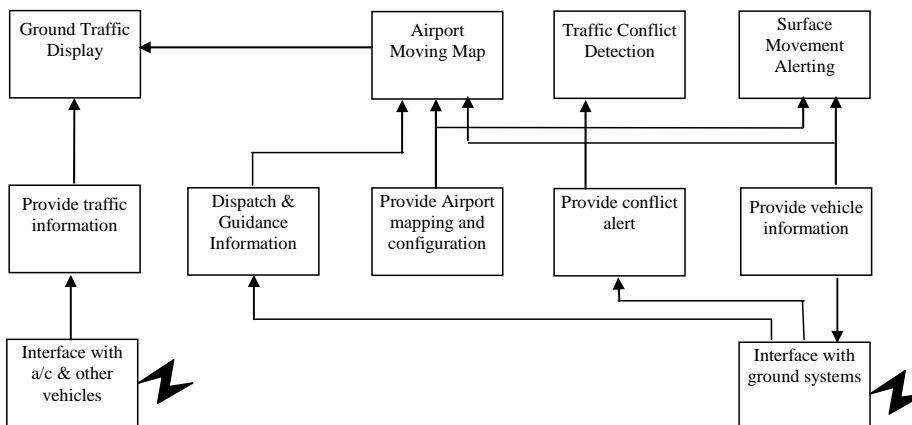 Ground Traffic
Display
Airport
Moving Map
Traffic Conflict
Detection
Surface
Movement
Alerting
Provide traffic
information
Dispatch &
Guidance
Information
Provide Airport
mapping and
configuration
Provide conflict
alert
Provide vehicle
information
Interface with
a/c & other
vehicles
Interface with
ground systems